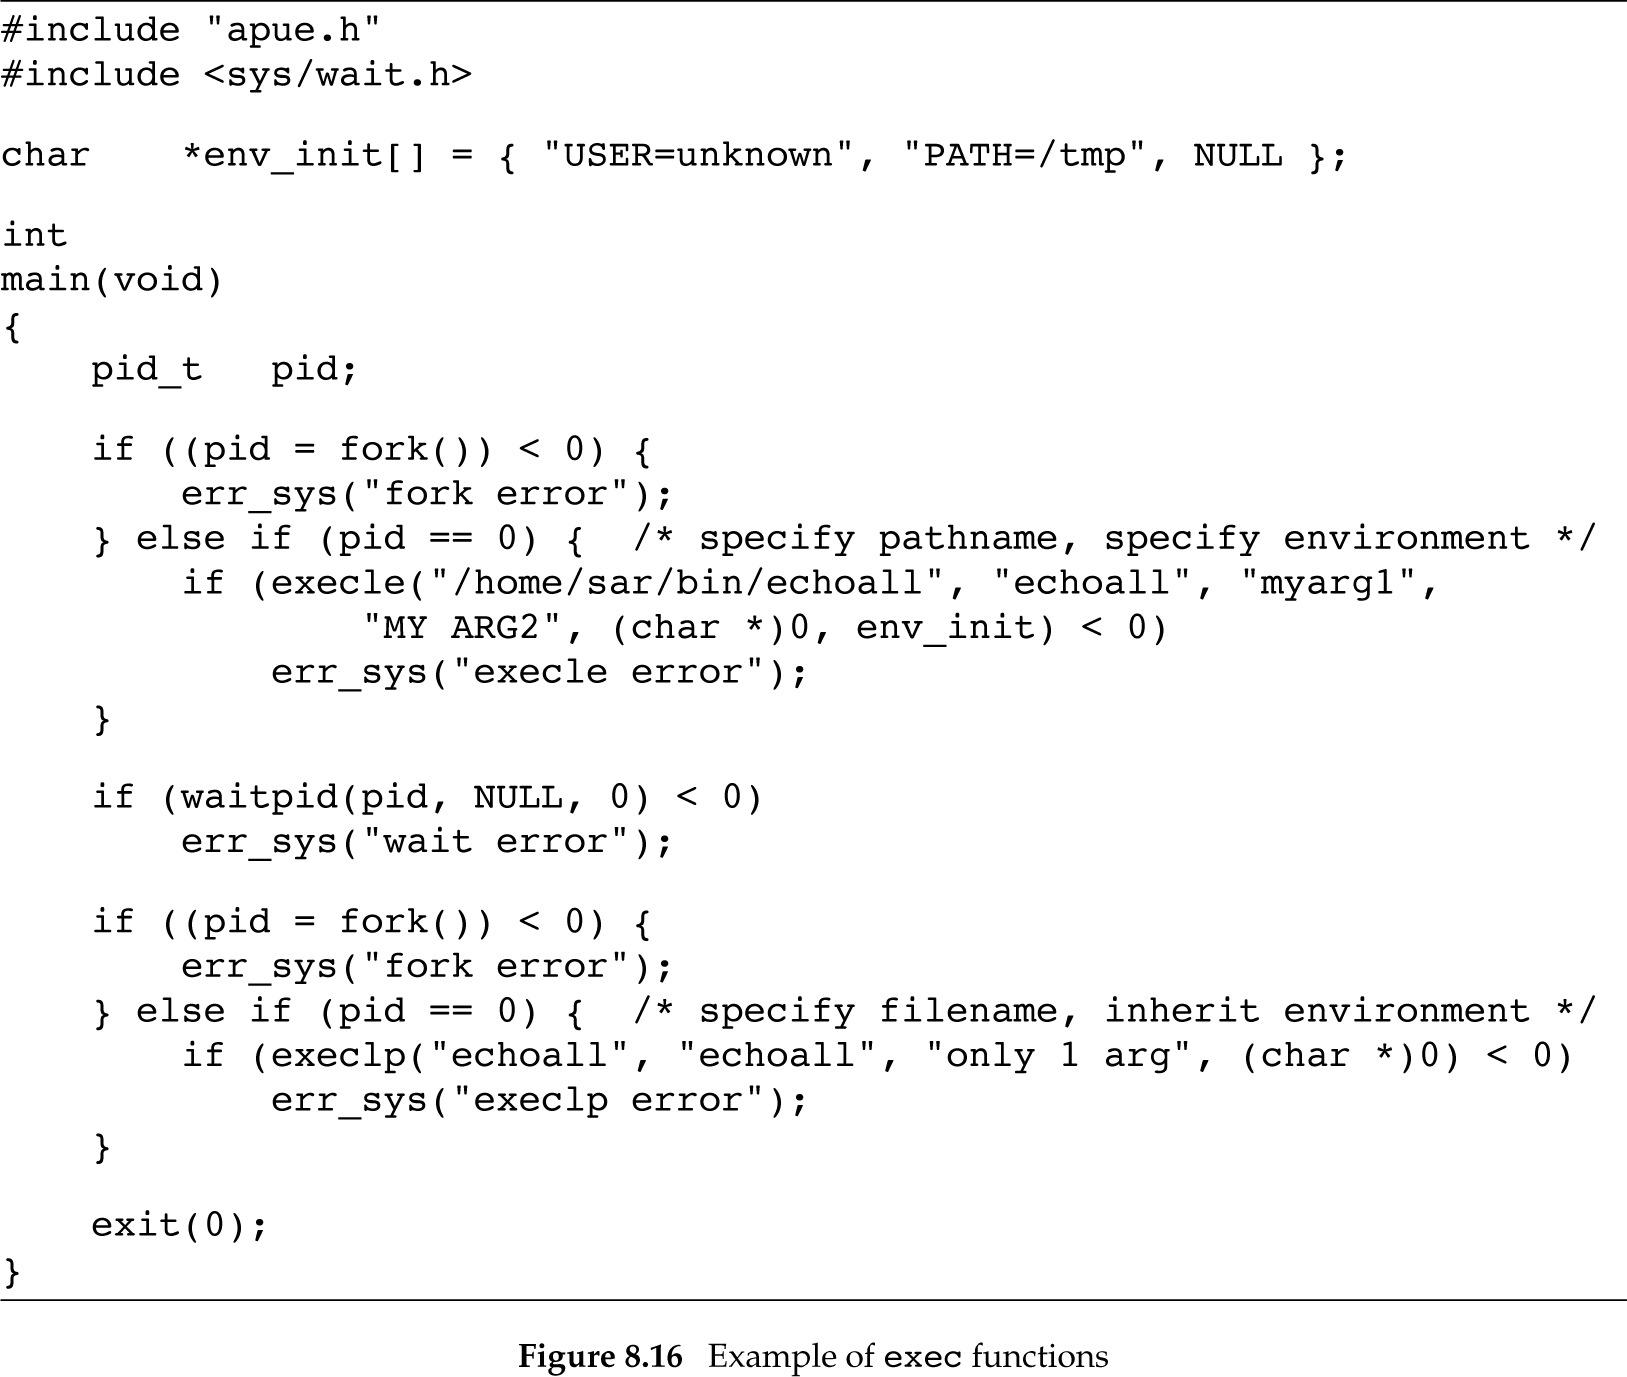 #include "apue.h"
#include <sys/wait.h>

char    *env_init[] = { "USER=unknown", "PATH=/tmp", NULL };

int
main(void)
{
    pid_t   pid;

    if ((pid = fork()) < 0) {
        err_sys("fork error");
    } else if (pid == 0) {  /* specify pathname, specify environment */
        if (execle("/home/sar/bin/echoall", "echoall", "myarg1",
                "MY ARG2", (char *)0, env_init) < 0)
            err_sys("execle error");
    }

    if (waitpid(pid, NULL, 0) < 0)
        err_sys("wait error");

    if ((pid = fork()) < 0) {
        err_sys("fork error");
    } else if (pid == 0) {  /* specify filename, inherit environment */
        if (execlp("echoall", "echoall", "only 1 arg", (char *)0) < 0)
            err_sys("execlp error");
    }

    exit(0);
}
Figure 8.16   Example of exec functions